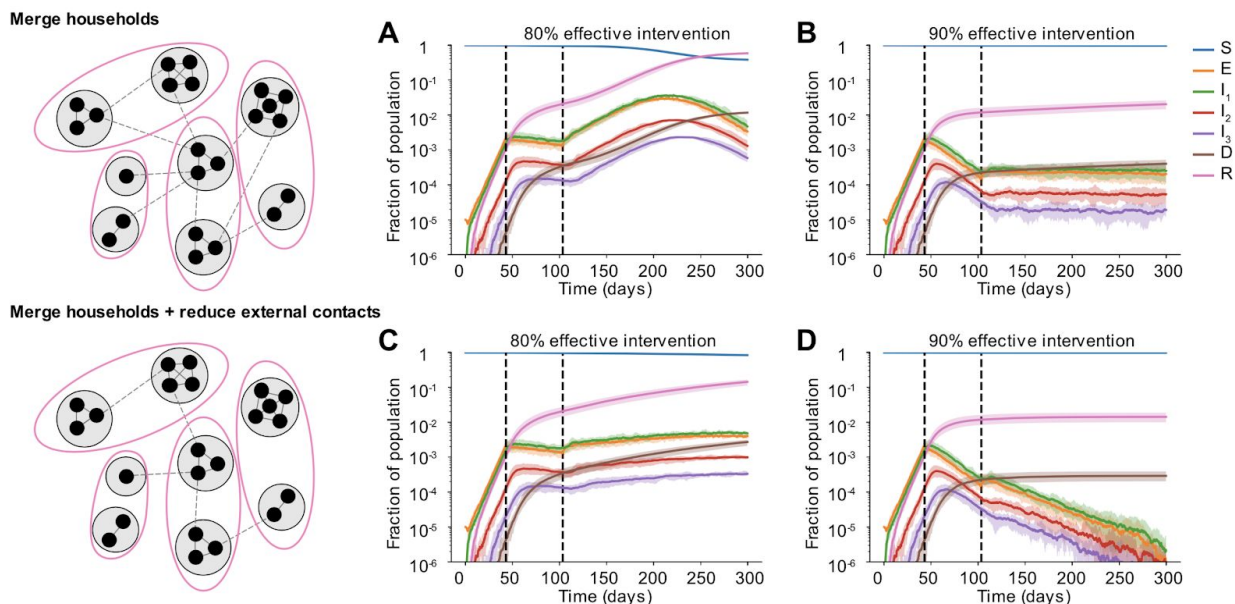 Merge households
A
80% effective intervention
1
10-1
10-2
10-3
10-4
10-5
10-6
Fraction of population
0 50 100 150 200 250 300
Time (days)
B
90% effective intervention
1
10-1
10-2
10-3
10-4
10-5
10-6
Fraction of population
0 50 100 150 200 250 300
Time (days)
S
E
I1
I2
I3
D
R
Merge households + reduce external contacts
C
80% effective intervention
1
10-1
10-2
10-3
10-4
10-5
10-6
Fraction of population
0 50 100 150 200 250 300
Time (days)
D
90% effective intervention
1
10-1
10-2
10-3
10-4
10-5
10-6
Fraction of population
0 50 100 150 200 250 300
Time (days)